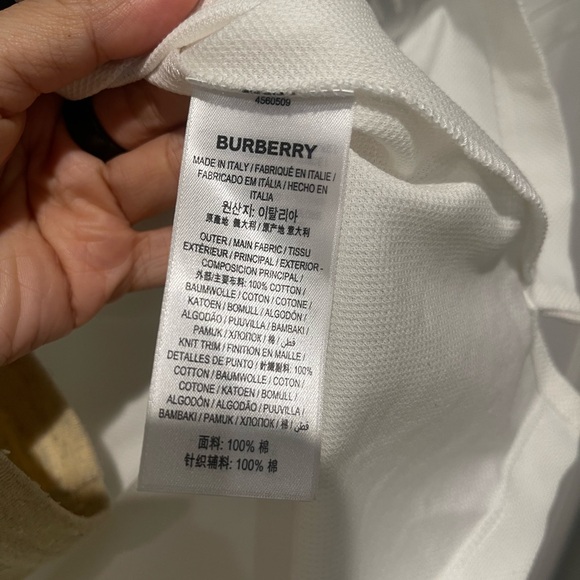 4560509
BURBERRY
MADE IN ITALY / FABRIQUÉ EN ITALIE /
FABRICADO EM ITÁLIA / HECHO EN
ITALIA
원산지: 이탈리아
原產地 義大利 / 原产地 意大利
OUTER / MAIN FABRIC / TISSU
EXTÉRIEUR / PRINCIPAL / EXTERIOR -
COMPOSICIÓN PRINCIPAL /
外部/主要布料: 100% COTTON /
BAUMWOLLE / COTON / COTONE /
KATOEN / BOMULL / ALGODÓN /
ALGODÃO / PUUVILLA / BAMBAKI /
PAMUK / ХЛОПОК / 棉 / قطن /
KNIT TRIM / FINITION EN MAILLE /
DETALLES DE PUNTO / 針織輔料: 100%
COTTON / BAUMWOLLE / COTON /
COTONE / KATOEN / BOMULL /
ALGODÓN / ALGODÃO / PUUVILLA /
BAMBAKI / PAMUK / ХЛОПОК / 棉 / قطن /
面料: 100% 棉
针织辅料: 100% 棉